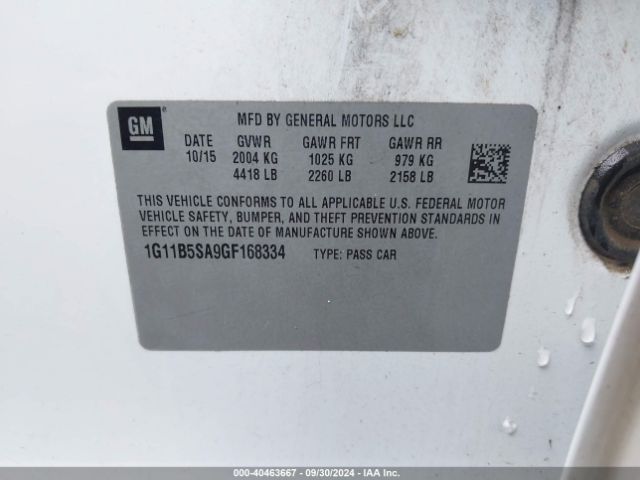 GM
MFD BY GENERAL MOTORS LLC
DATE GVWR GAWR FRT GAWR RR
10/15 2004 KG 1025 KG 979 KG
4418 LB 2260 LB 2158 LB
THIS VEHICLE CONFORMS TO ALL APPLICABLE U.S. FEDERAL MOTOR
VEHICLE SAFETY, BUMPER, AND THEFT PREVENTION STANDARDS IN
EFFECT ON THE DATE OF MANUFACTURE SHOWN ABOVE.
1G11B5SA9GF168334 TYPE: PASS CAR
000-40463667 - 09/30/2024 - IAA Inc.